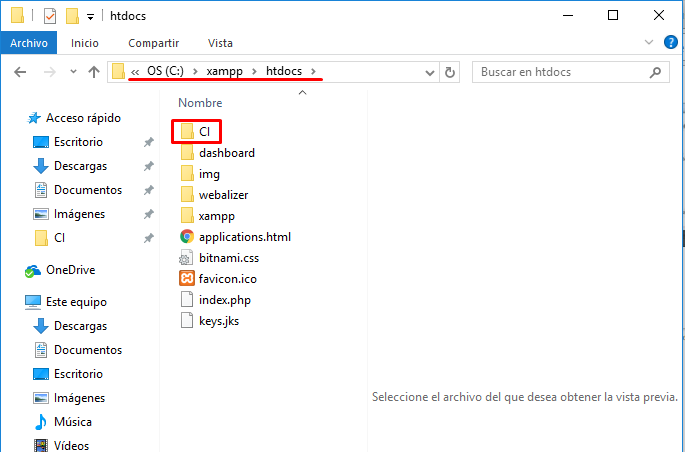 htdocs
Archivo Inicio Compartir Vista
« OS (C:) > xampp > htdocs >
Buscar en htdocs
Acceso rápido
Escritorio
Descargas
Documentos
Imágenes
CI
OneDrive
Este equipo
Descargas
Documentos
Escritorio
Imágenes
Música
Vídeos
Nombre
CI
dashboard
img
webalizer
xampp
applications.html
bitnami.css
favicon.ico
index.php
keys.jks
Seleccione el archivo del que desea obtener la vista previa.